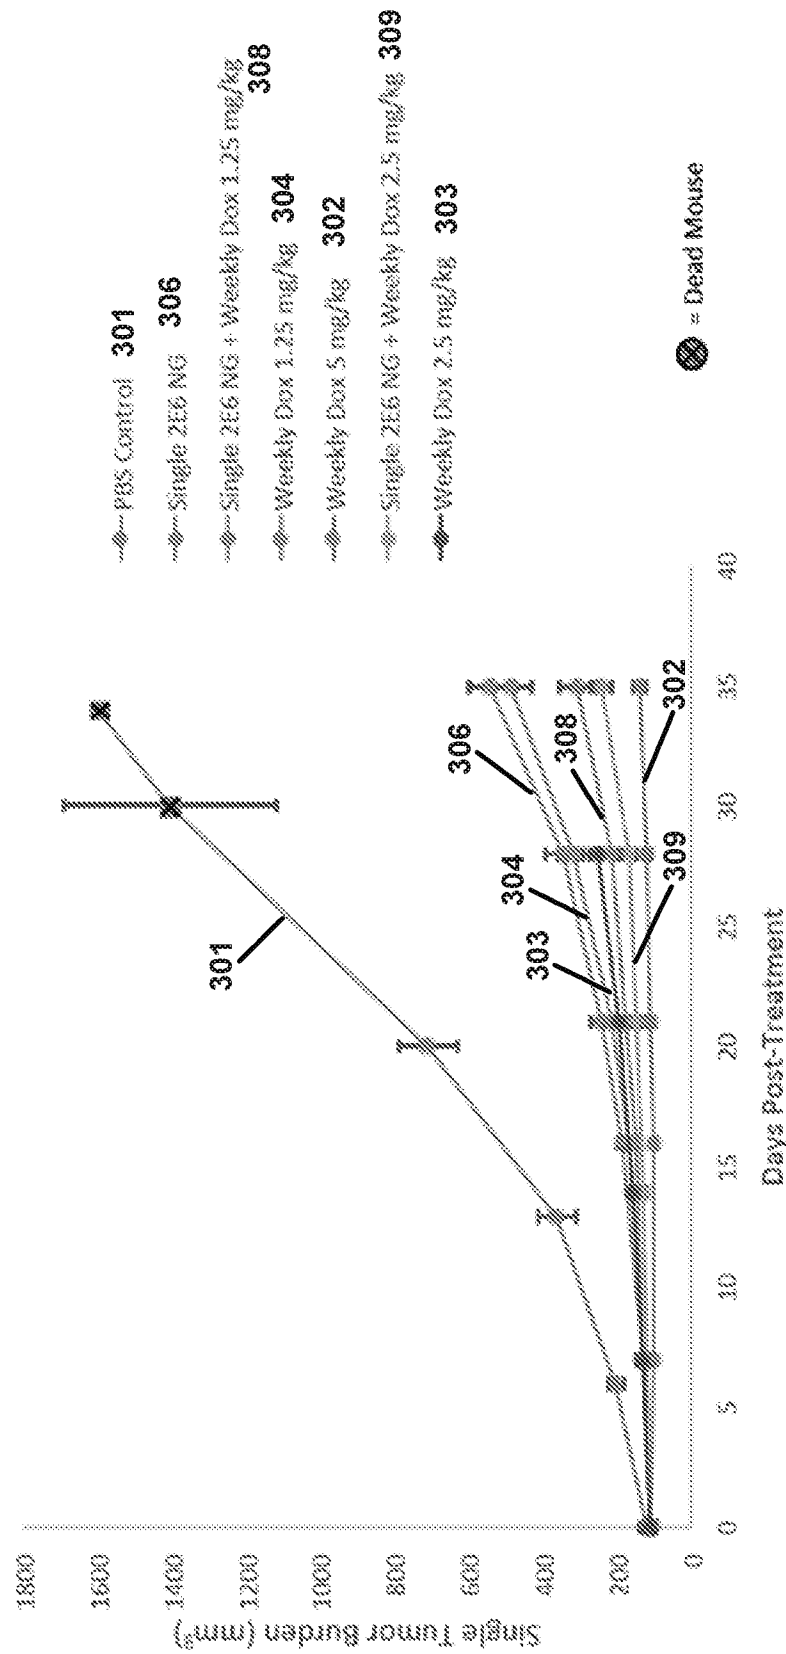 PBS Control 301
Single 2E6 NG 306
Single 2E6 NG + Weekly Dox 1.25 mg/kg 308
Weekly Dox 1.25 mg/kg 304
Weekly Dox 5 mg/kg 302
Single 2E6 NG + Weekly Dox 2.5 mg/kg 309
Weekly Dox 2.5 mg/kg 303
= Dead Mouse
Single Tumor Burden (mm³)
1800
1600
1400
1200
1000
800
600
400
200
0
301
306
304
308
303
302
309
0 5 10 15 20 25 30 35 40
Days Post-Treatment